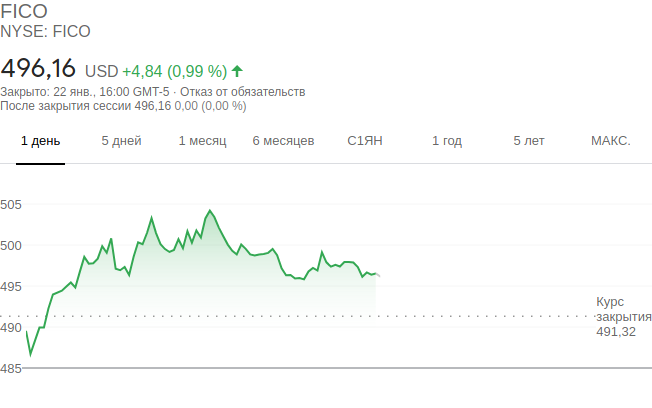 FICO
NYSE: FICO
496,16 USD +4,84 (0,99 %)
Закрыто: 22 янв., 16:00 GMT-5 · Отказ от обязательств
После закрытия сессии 496,16 0,00 (0,00 %)
1 день 5 дней 1 месяц 6 месяцев С1ЯН 1 год 5 лет МАКС.
505
500
495
490
485
Курс
закрытия
491,32